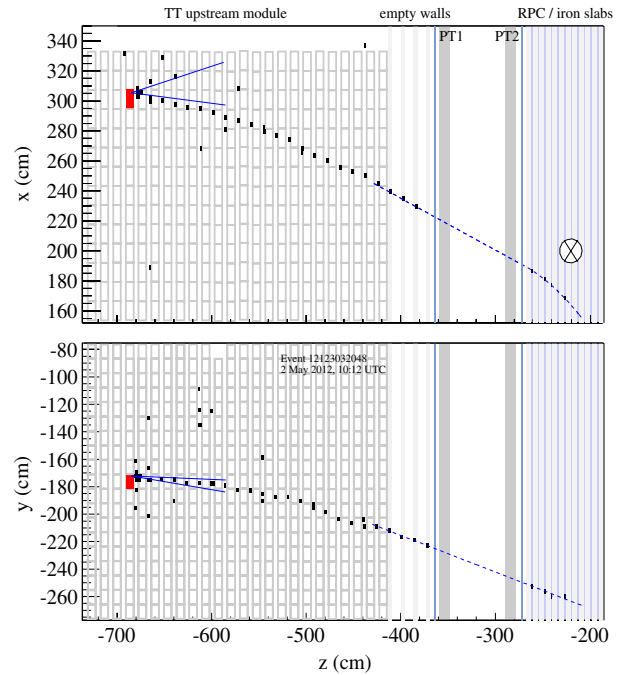 TT upstream module empty walls RPC / iron slabs
PT1 PT2
340
320
300
280
260
240
220
200
180
160
x (cm)
Event 12123032048
2 May 2012, 10:12 UTC
-80
-100
-120
-140
-160
-180
-200
-220
-240
-260
y (cm)
-700 -600 -500 -400 -300 -200
z (cm)